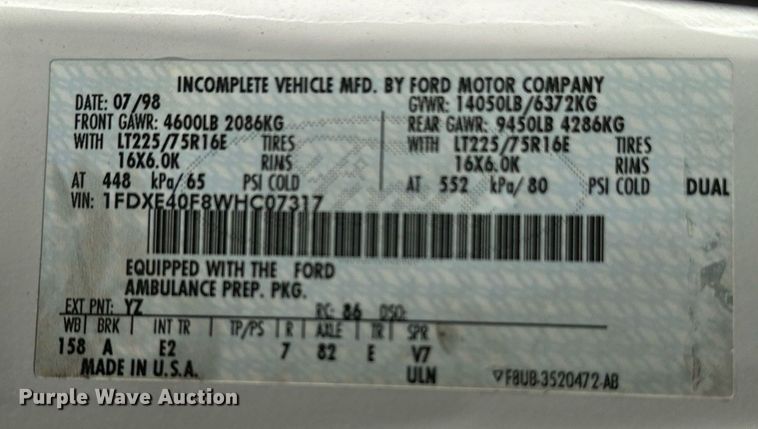 INCOMPLETE VEHICLE MFD. BY FORD MOTOR COMPANY
DATE: 07/98 GVWR: 14050LB/6372KG
FRONT GAWR: 4600LB 2086KG REAR GAWR: 9450LB 4286KG
WITH LT225/75R16E TIRES WITH LT225/75R16E TIRES
16X6.0K RIMS 16X6.0K RIMS
AT 448 kPa/65 PSI COLD AT 552 kPa/80 PSI COLD DUAL
VIN: 1FDXE40F8WHC07317
EQUIPPED WITH THE FORD
AMBULANCE PREP. PKG.
EXT PNT: YZ RC: 86 DSO:
WB BRK INT TR TP/PS R AXLE TR SPR
158 A E2 7 82 E V7
MADE IN U.S.A. ULN F8UB-3520472-AB
Purple Wave Auction